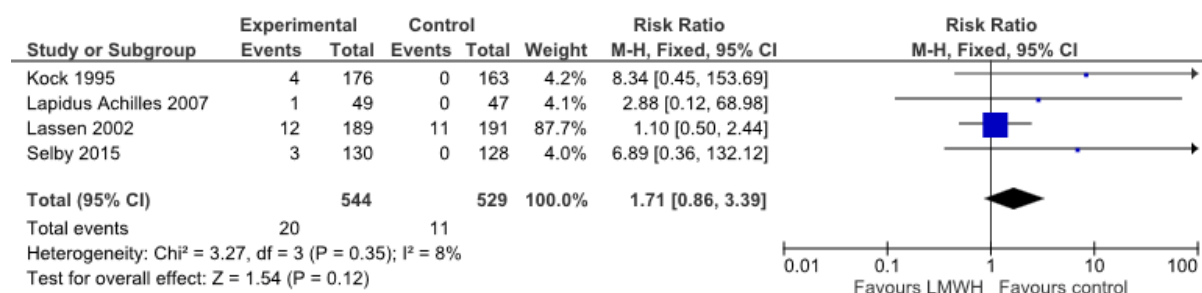 Experimental Control Risk Ratio Risk Ratio
Study or Subgroup Events Total Events Total Weight M-H, Fixed, 95% CI M-H, Fixed, 95% CI
Kock 1995 4 176 0 163 4.2% 8.34 [0.45, 153.69]
Lapidus Achilles 2007 1 49 0 47 4.1% 2.88 [0.12, 68.98]
Lassen 2002 12 189 11 191 87.7% 1.10 [0.50, 2.44]
Selby 2015 3 130 0 128 4.0% 6.89 [0.36, 132.12]
Total (95% CI) 544 529 100.0% 1.71 [0.86, 3.39]
Total events 20 11
Heterogeneity: Chi² = 3.27, df = 3 (P = 0.35); I² = 8%
Test for overall effect: Z = 1.54 (P = 0.12)
0.01 0.1 1 10 100
Favours LMWH Favours control